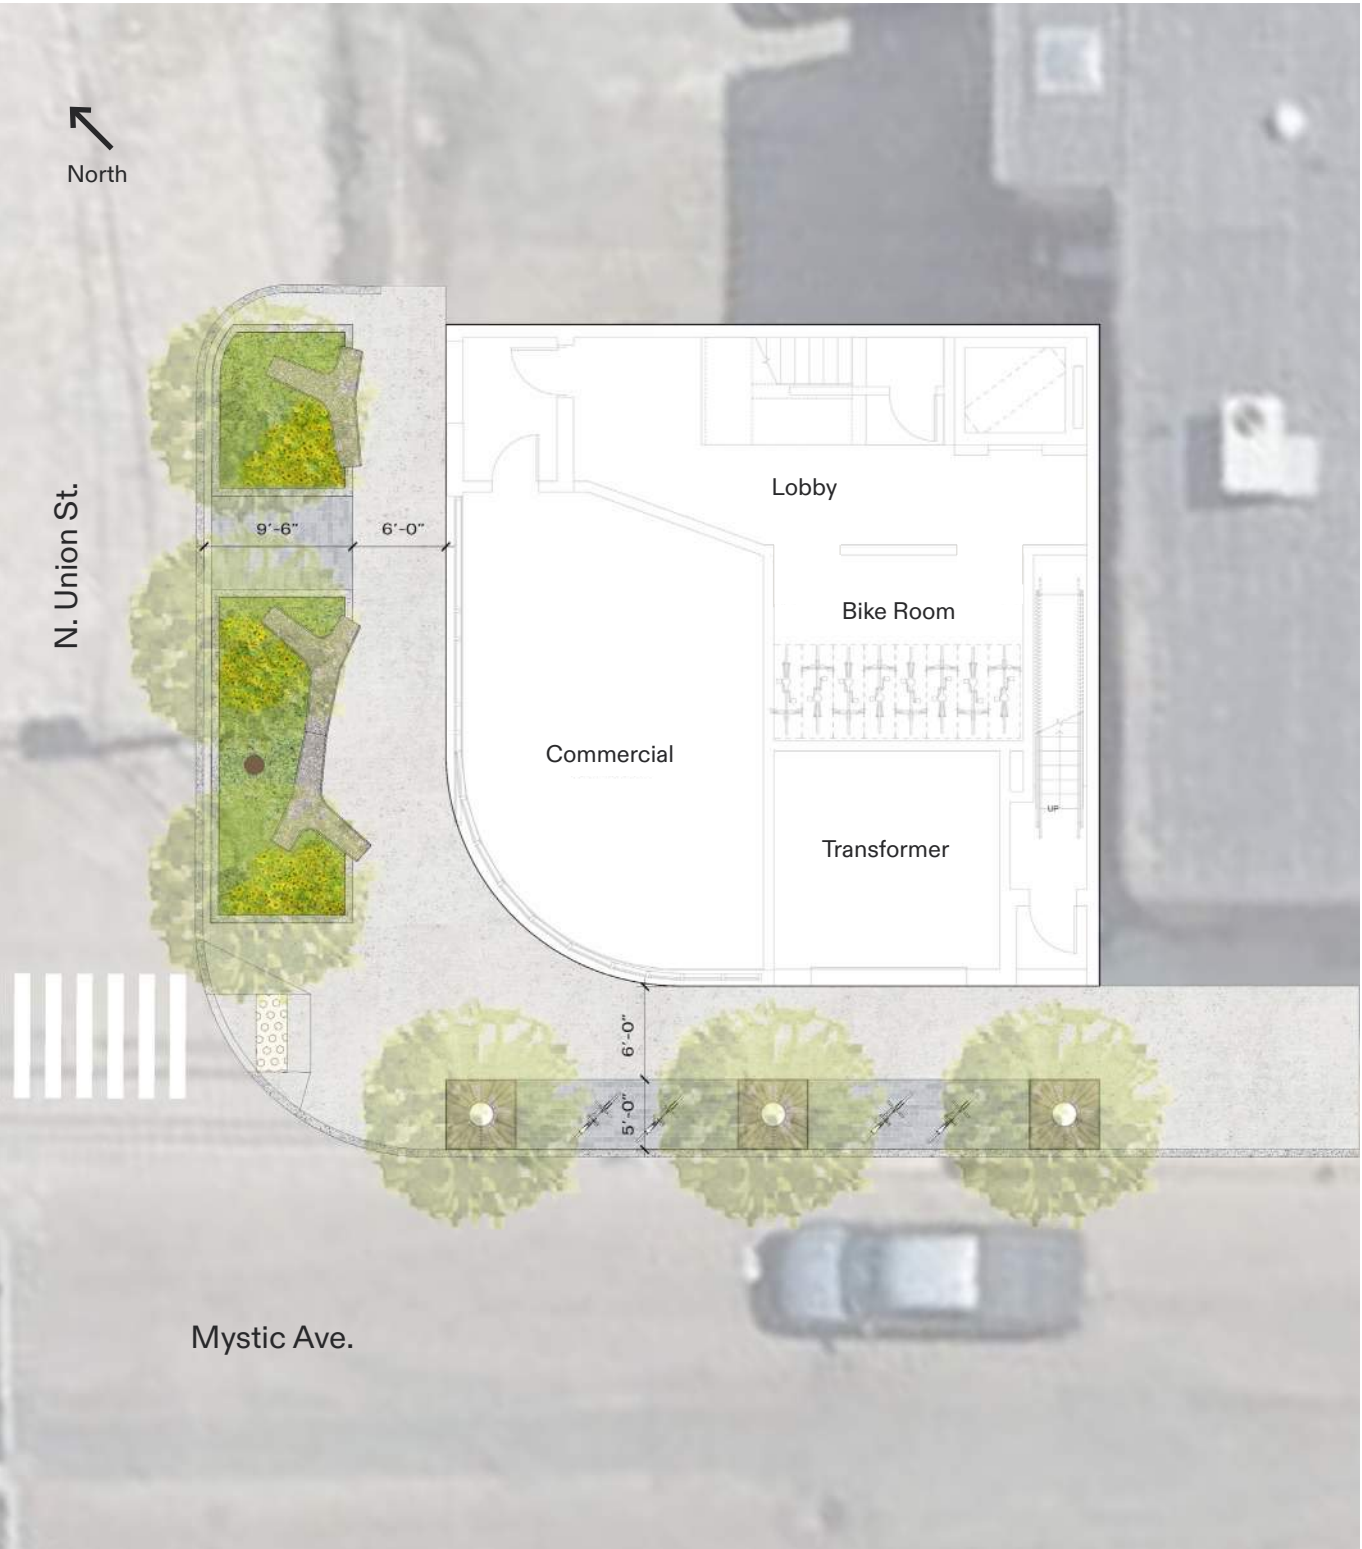 North
N. Union St.
9'-6"
6'-0"
Lobby
Bike Room
Commercial
Transformer
UP
6'-0"
5'-0"
Mystic Ave.